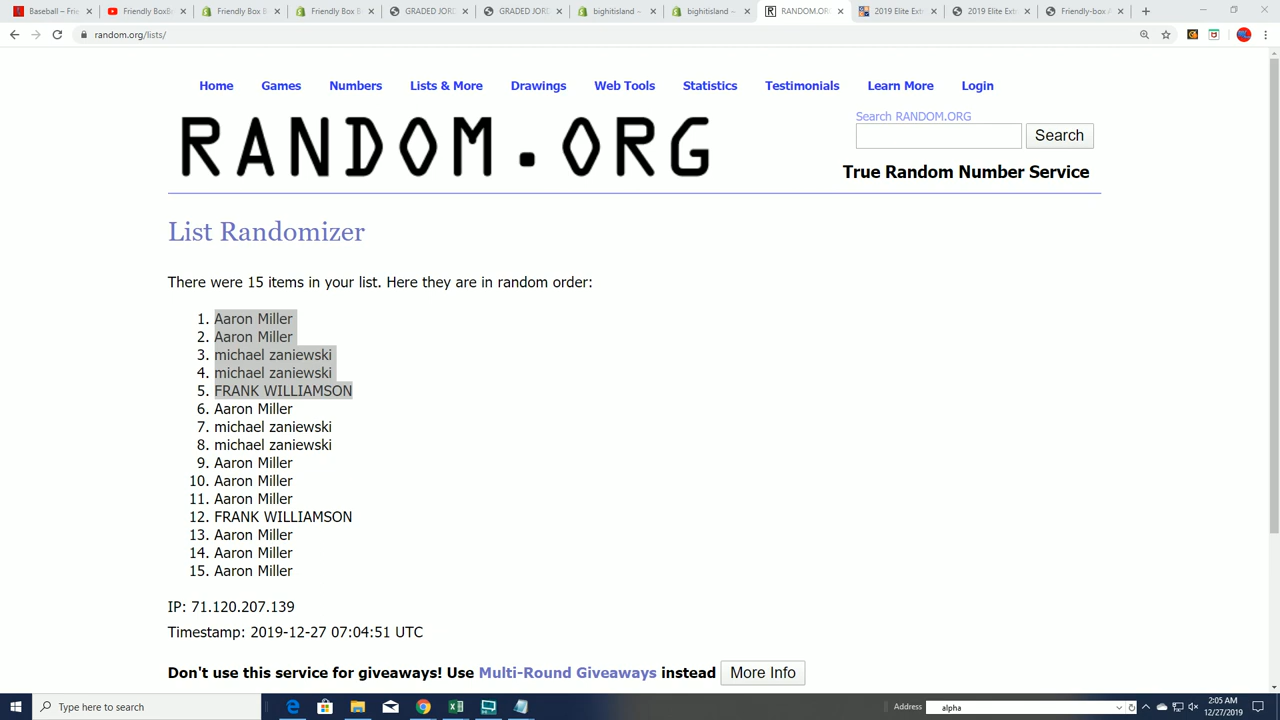 Baseball – Frie
Friendly BoxBr
Friendly Box B
Friendly Box Br
GRADED JORD
GRADED JORD
bighitisland –
bighitisland –
RANDOM.OR
2019 Elite Extr
2019 Elite Extr
Friendly-box A
random.org/lists/
Home Games Numbers Lists & More Drawings Web Tools Statistics Testimonials Learn More Login
RANDOM.ORG
Search RANDOM.ORG
Search
True Random Number Service
List Randomizer
There were 15 items in your list. Here they are in random order:
1. Aaron Miller
2. Aaron Miller
3. michael zaniewski
4. michael zaniewski
5. FRANK WILLIAMSON
6. Aaron Miller
7. michael zaniewski
8. michael zaniewski
9. Aaron Miller
10. Aaron Miller
11. Aaron Miller
12. FRANK WILLIAMSON
13. Aaron Miller
14. Aaron Miller
15. Aaron Miller
IP: 71.120.207.139
Timestamp: 2019-12-27 07:04:51 UTC
Don't use this service for giveaways! Use Multi-Round Giveaways instead More Info
Type here to search
Address alpha
2:05 AM
12/27/2019